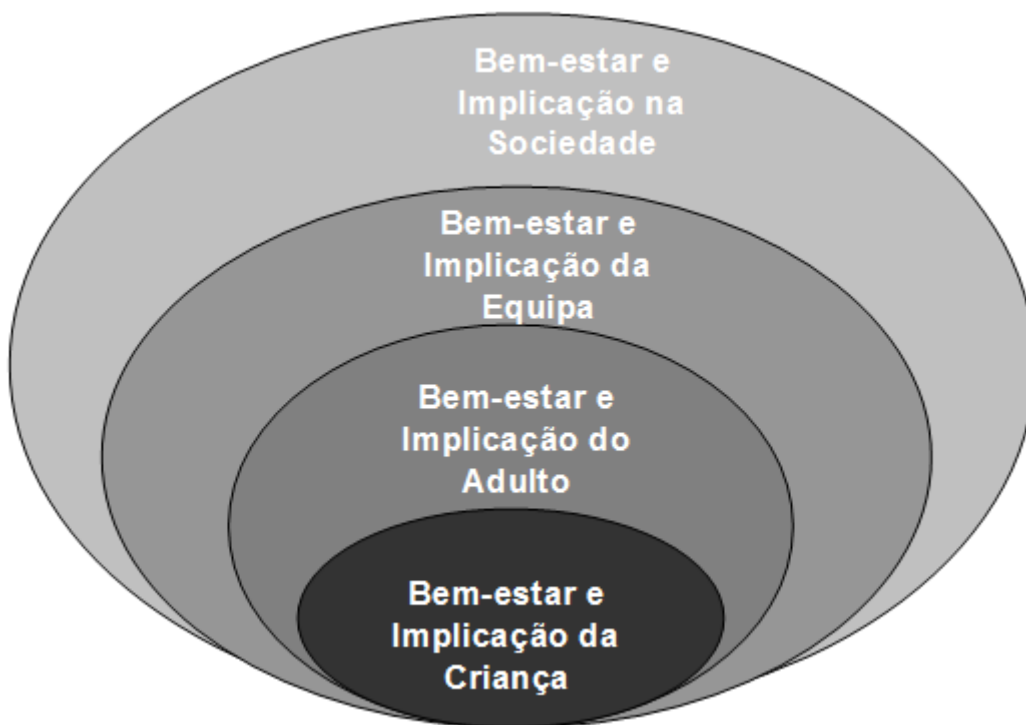 Bem-estar e
Implicação na
Sociedade
Bem-estar e
Implicação da
Equipa
Bem-estar e
Implicação do
Adulto
Bem-estar e
Implicação da
Criança